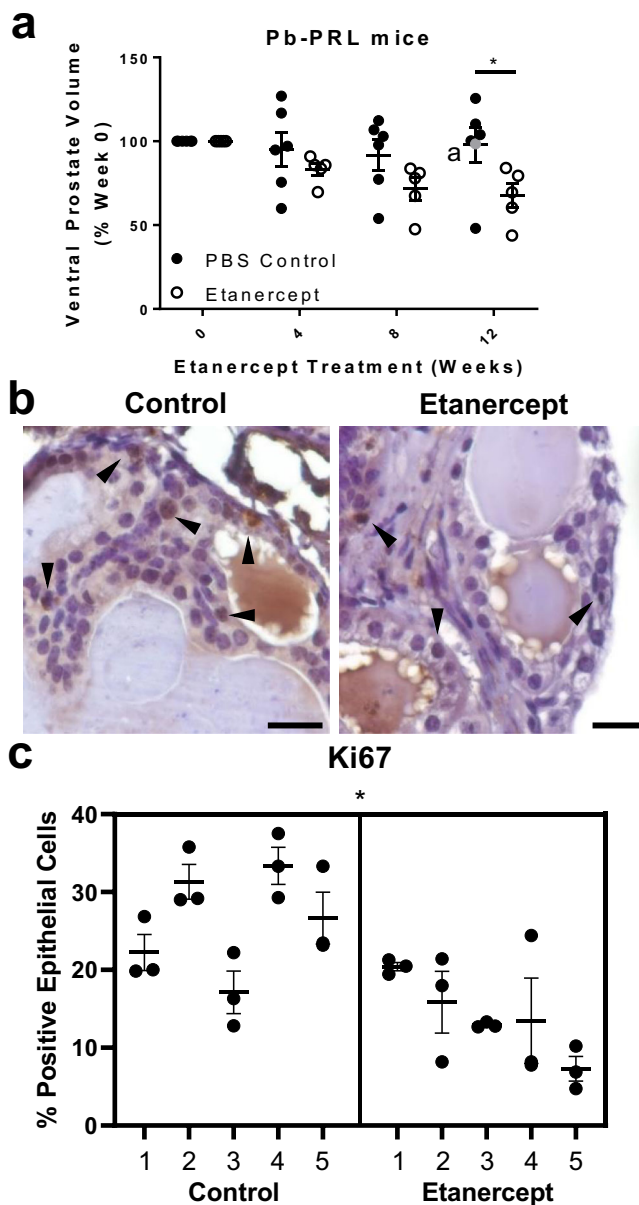 a
Pb-PRL mice
Ventral Prostate Volume
(% Week 0)
150
100
50
0
a
*
PBS Control
Etanercept
0
4
8
12
Etanercept Treatment (Weeks)
b
Control
Etanercept
c
Ki67
*
% Positive Epithelial Cells
40
30
20
10
0
1 2 3 4 5 1 2 3 4 5
Control Etanercept